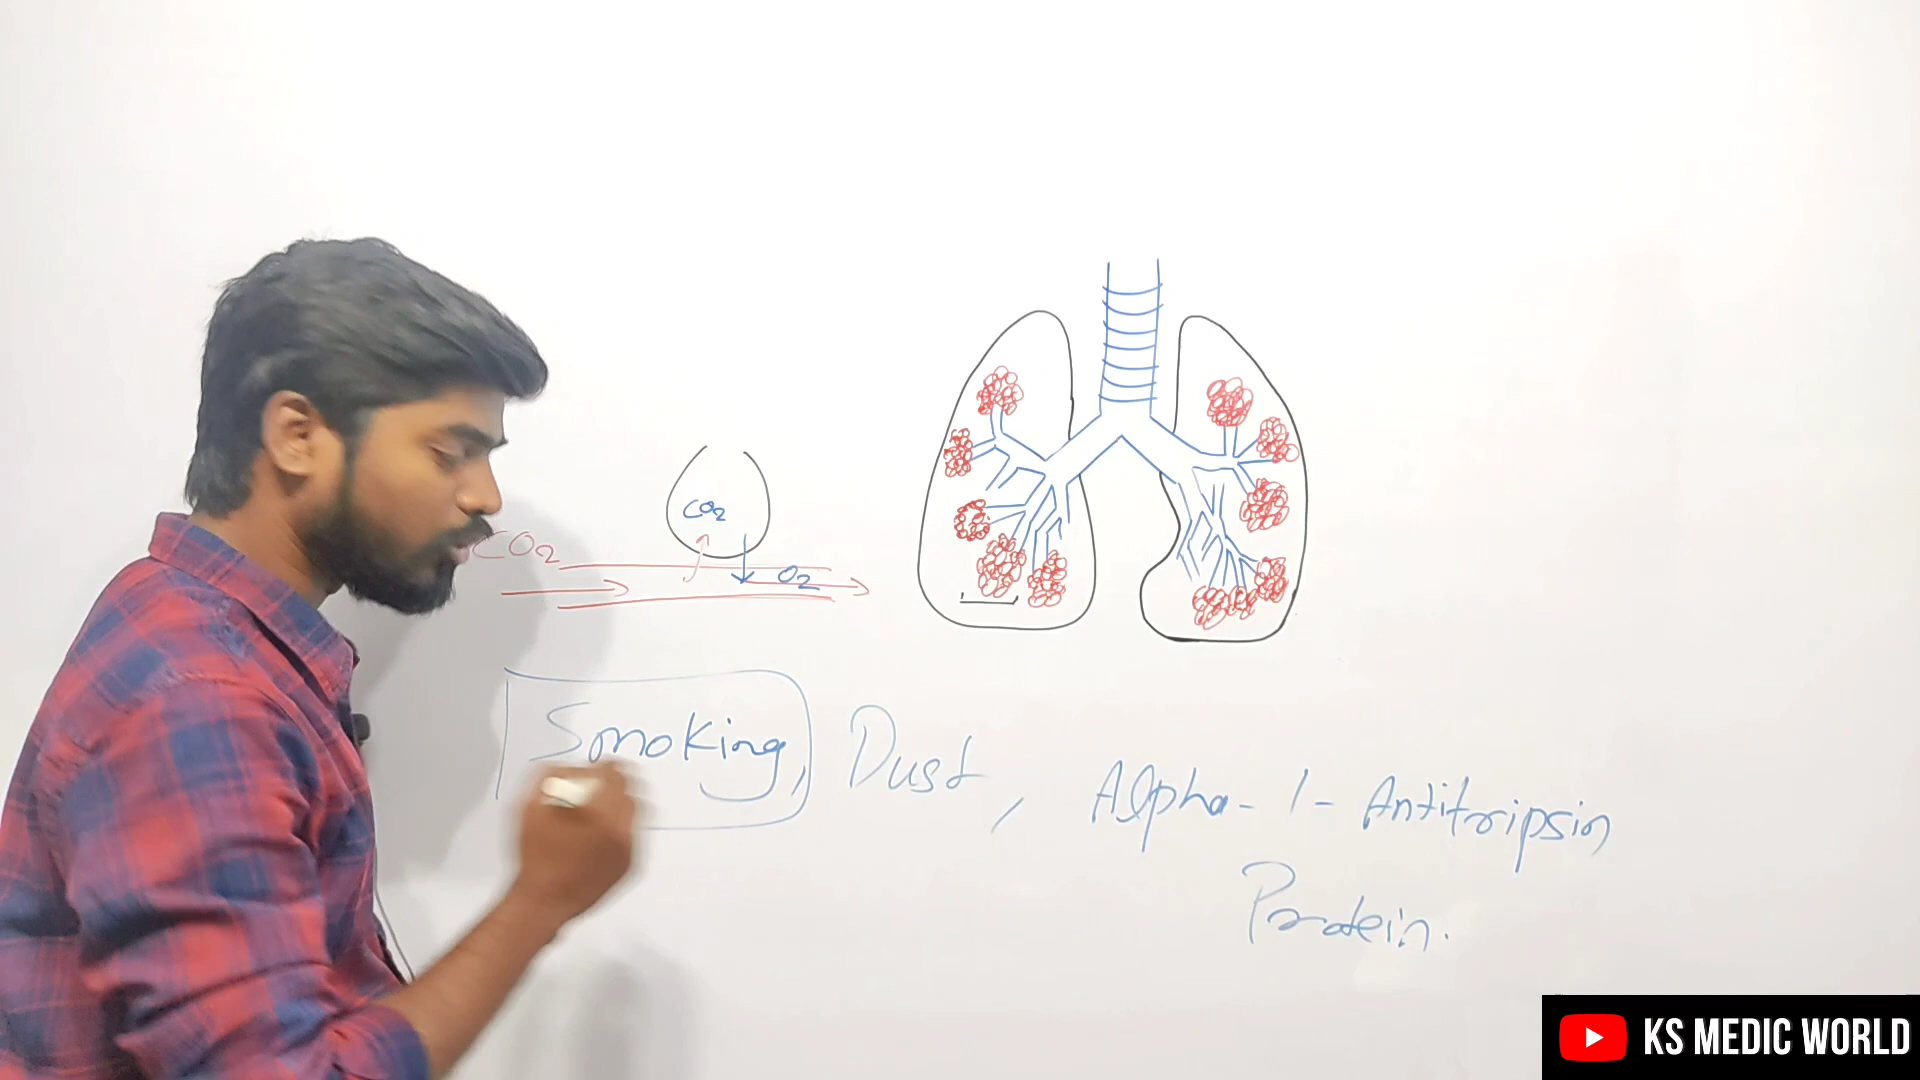 CO2
CO2
O2
Smoking, Dust, Alpha-1-Antitripsin
Protein.
KS MEDIC WORLD